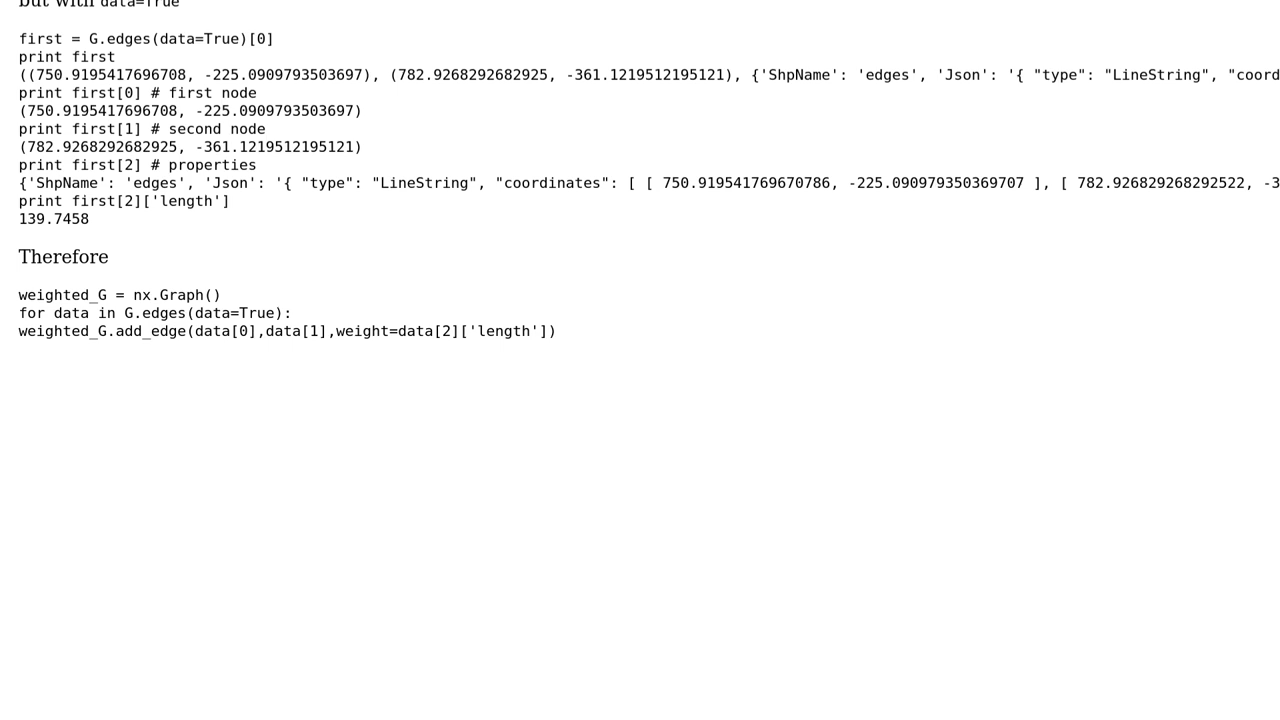 but with data=True
first = G.edges(data=True)[0]
print first
((750.9195417696708, -225.0909793503697), (782.9268292682925, -361.1219512195121), {'ShpName': 'edges', 'Json': '{ "type": "LineString", "coord
print first[0] # first node
(750.9195417696708, -225.0909793503697)
print first[1] # second node
(782.9268292682925, -361.1219512195121)
print first[2] # properties
{'ShpName': 'edges', 'Json': '{ "type": "LineString", "coordinates": [ [ 750.919541769670786, -225.090979350369707 ], [ 782.926829268292522, -3
print first[2]['length']
139.7458
Therefore
weighted_G = nx.Graph()
for data in G.edges(data=True):
weighted_G.add_edge(data[0],data[1],weight=data[2]['length'])